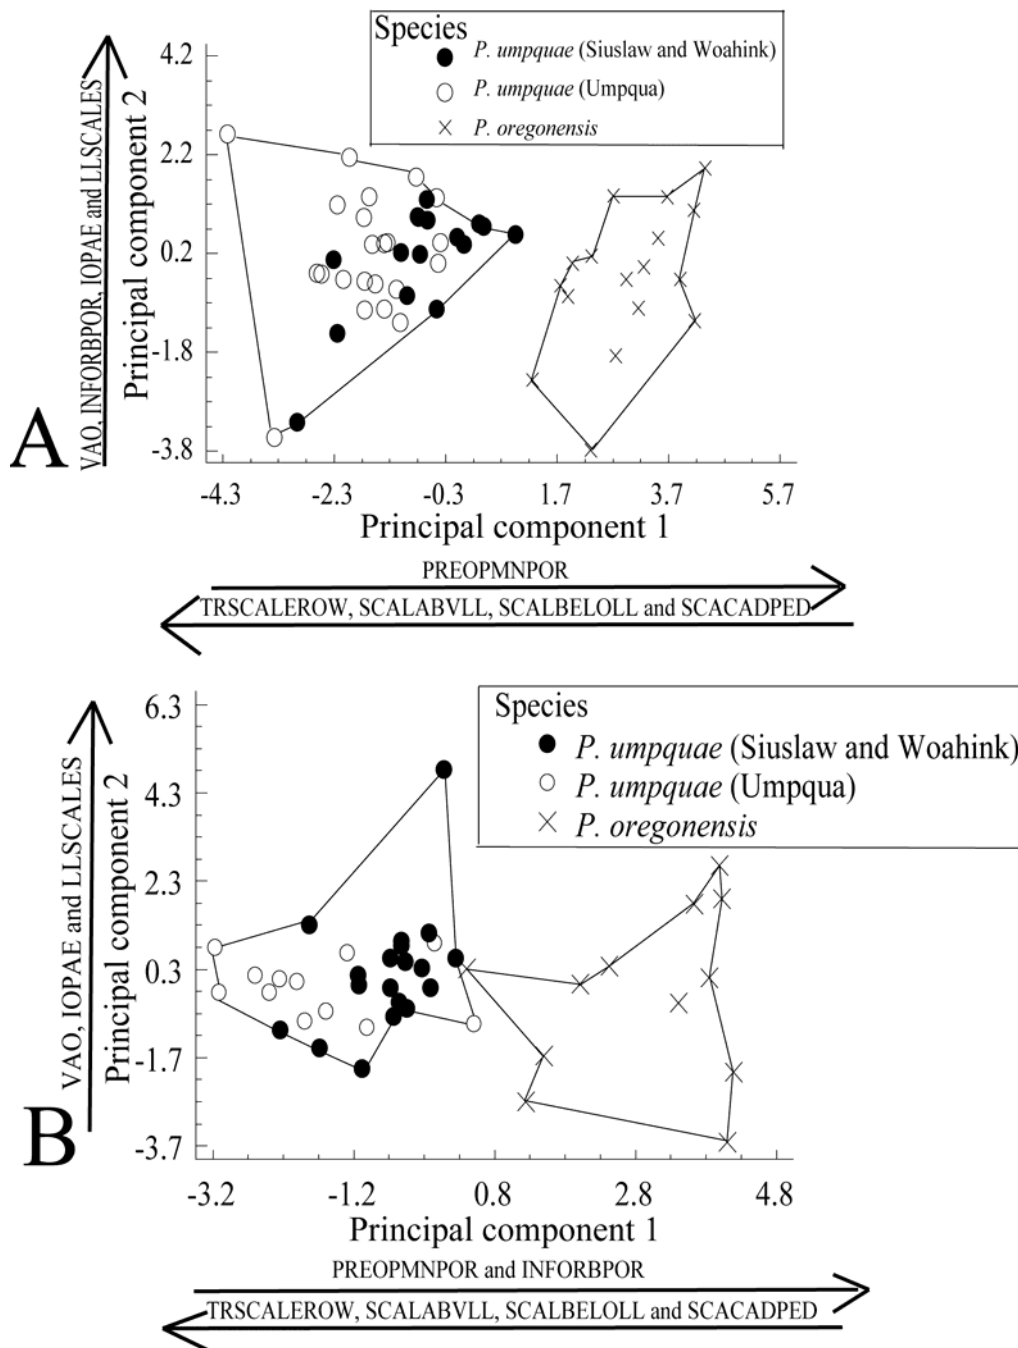 Species
P. umpquae (Siuslaw and Woahink)
P. umpquae (Umpqua)
P. oregonensis
VAO, INFORBPOR, IOPAE and LLSCALES
Principal component 2
4.2
2.2
0.2
-1.8
-3.8
A
-4.3 -2.3 -0.3 1.7 3.7 5.7
Principal component 1
PREOPMNPOR
TRSCALEROW, SCALABVLL, SCALBELOLL and SCACADPED
Species
P. umpquae (Siuslaw and Woahink)
P. umpquae (Umpqua)
P. oregonensis
VAO, IOPAE and LLSCALES
Principal component 2
6.3
4.3
2.3
0.3
-1.7
-3.7
B
-3.2 -1.2 0.8 2.8 4.8
Principal component 1
PREOPMNPOR and INFORBPOR
TRSCALEROW, SCALABVLL, SCALBELOLL and SCACADPED